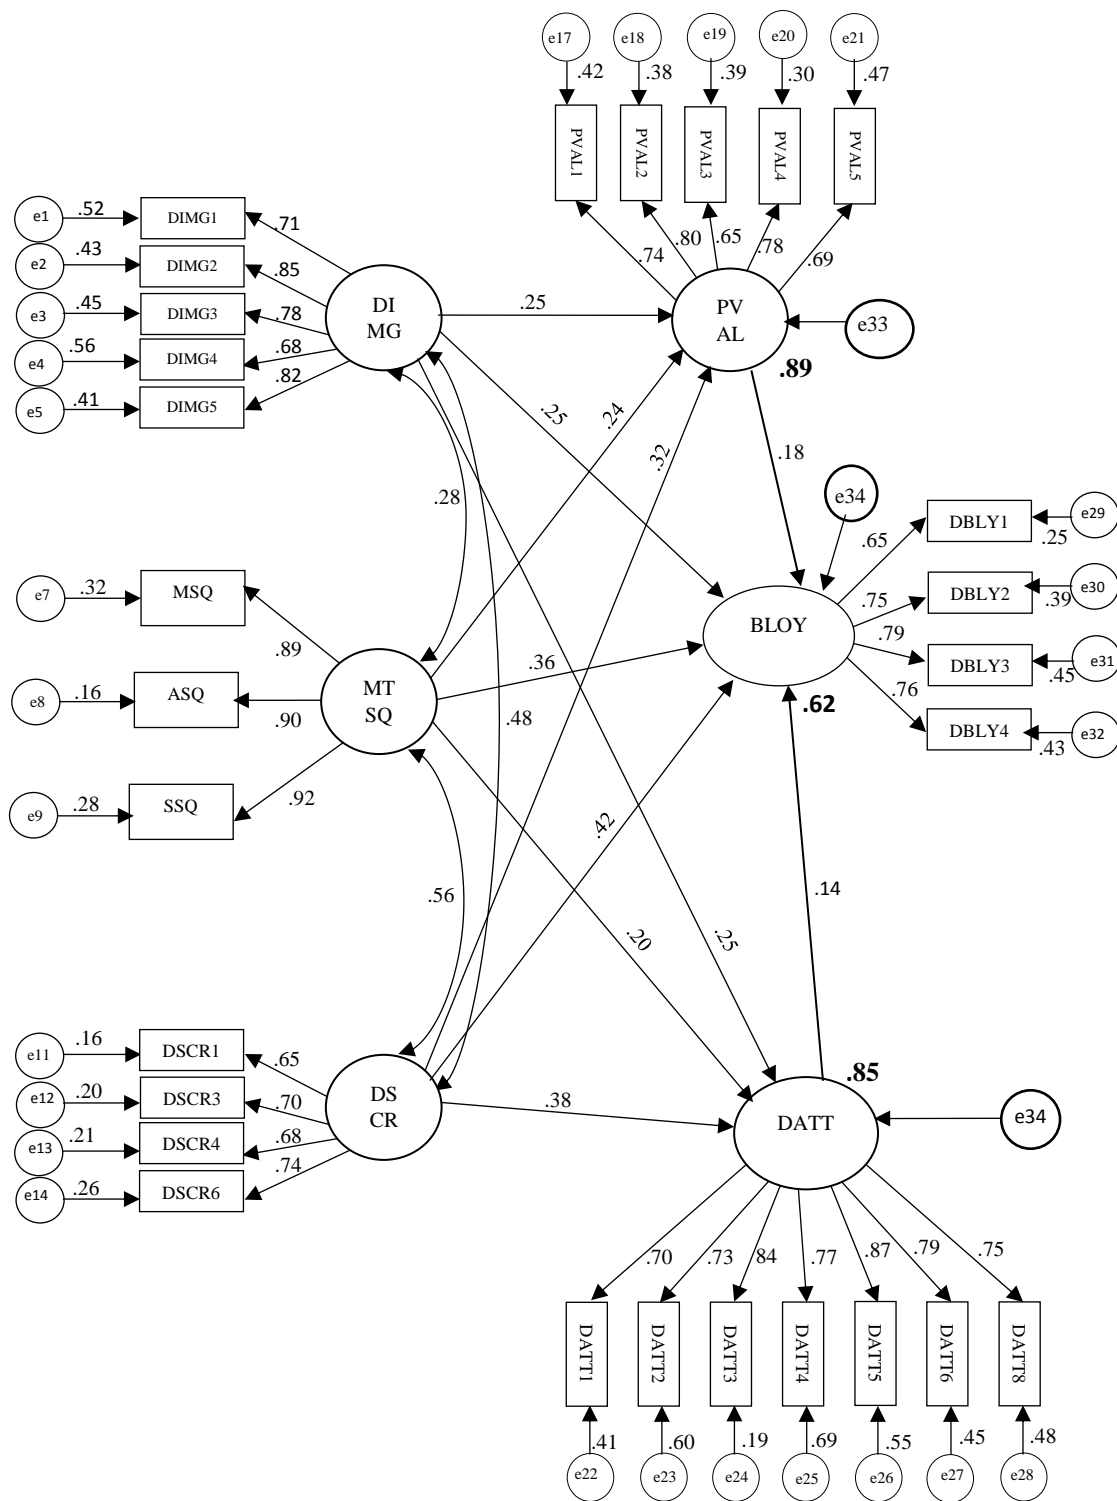 e17
e18
e19
e20
e21
.42
.38
.39
.30
.47
PVAL1
PVAL2
PVAL3
PVAL4
PVAL5
.74
.80
.65
.78
.69
e1
.52
DIMG1
.71
e2
.43
DIMG2
.85
e3
.45
DIMG3
.78
e4
.56
DIMG4
.68
e5
.41
DIMG5
.82
DI
MG
.25
PV
AL
e33
.89
.25
.24
.32
.18
.28
e34
e7
.32
MSQ
.89
e8
.16
ASQ
.90
e9
.28
SSQ
.92
MT
SQ
.36
.48
BLOY
.62
.65
DBLY1
e29
.25
.75
DBLY2
e30
.39
.79
DBLY3
e31
.45
.76
DBLY4
e32
.43
.42
.56
.20
.25
.14
e11
.16
DSCR1
.65
e12
.20
DSCR3
.70
e13
.21
DSCR4
.68
e14
.26
DSCR6
.74
DS
CR
.38
.85
DATT
e34
.70
.73
84
.77
.87
.79
.75
DATT1
DATT2
DATT3
DATT4
DATT5
DATT6
DATT8
.41
.60
.19
.69
.55
.45
.48
e22
e23
e24
e25
e26
e27
e28